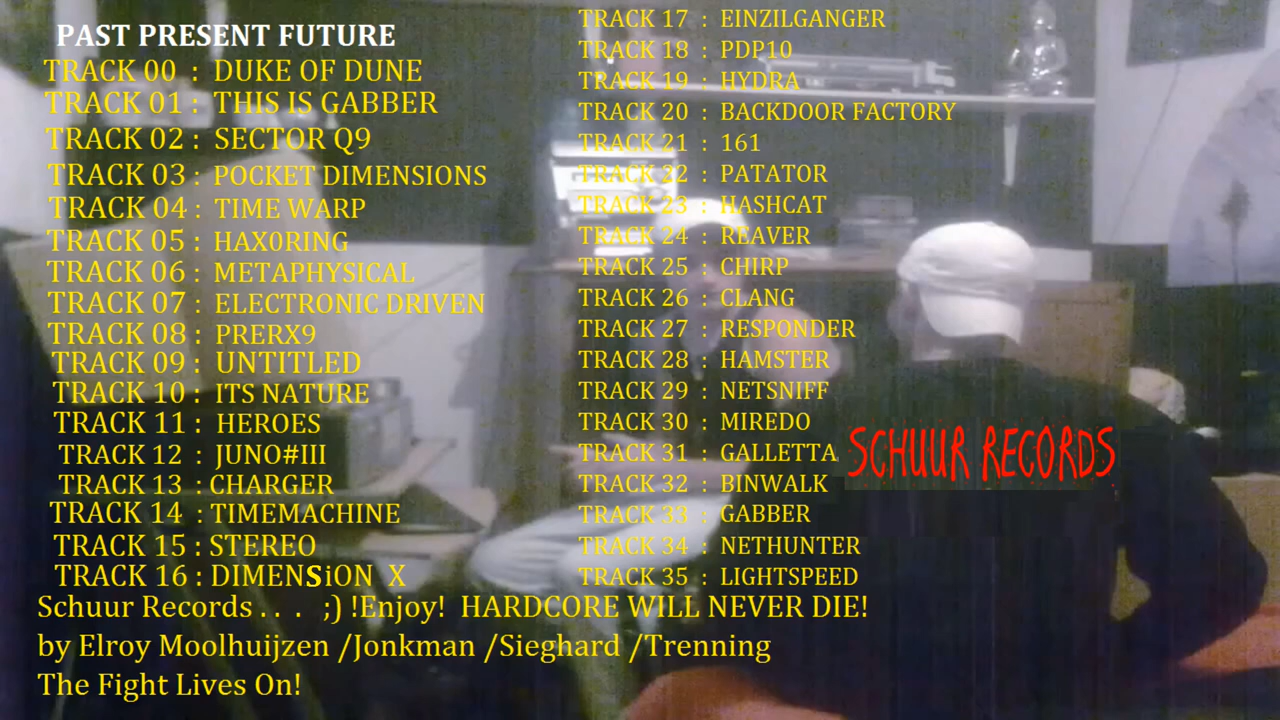 PAST PRESENT FUTURE
TRACK 00 : DUKE OF DUNE
TRACK 01 : THIS IS GABBER
TRACK 02 : SECTOR Q9
TRACK 03 : POCKET DIMENSIONS
TRACK 04 : TIME WARP
TRACK 05 : HAX0RING
TRACK 06 : METAPHYSICAL
TRACK 07 : ELECTRONIC DRIVEN
TRACK 08 : PRERX9
TRACK 09 : UNTITLED
TRACK 10 : ITS NATURE
TRACK 11 : HEROES
TRACK 12 : JUNO#III
TRACK 13 : CHARGER
TRACK 14 : TIMEMACHINE
TRACK 15 : STEREO
TRACK 16 : DIMENSiON X
TRACK 17 : EINZILGANGER
TRACK 18 : PDP10
TRACK 19 : HYDRA
TRACK 20 : BACKDOOR FACTORY
TRACK 21 : 161
TRACK 22 : PATATOR
TRACK 23 : HASHCAT
TRACK 24 : REAVER
TRACK 25 : CHIRP
TRACK 26 : CLANG
TRACK 27 : RESPONDER
TRACK 28 : HAMSTER
TRACK 29 : NETSNIFF
TRACK 30 : MIREDO
TRACK 31 : GALLETTA
TRACK 32 : BINWALK
TRACK 33 : GABBER
TRACK 34 : NETHUNTER
TRACK 35 : LIGHTSPEED
SCHUUR RECORDS
Schuur Records . . . ;) !Enjoy! HARDCORE WILL NEVER DIE!
by Elroy Moolhuijzen /Jonkman /Sieghard /Trenning
The Fight Lives On!